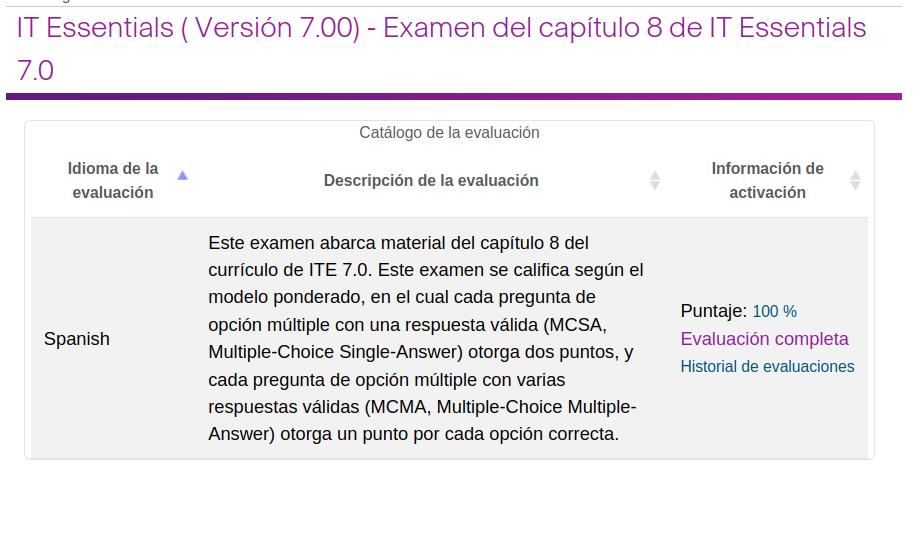 IT Essentials ( Versión 7.00) - Examen del capítulo 8 de IT Essentials
7.0
Catálogo de la evaluación
Idioma de la
evaluación
Descripción de la evaluación
Información de
activación
Spanish
Este examen abarca material del capítulo 8 del
currículo de ITE 7.0. Este examen se califica según el
modelo ponderado, en el cual cada pregunta de
opción múltiple con una respuesta válida (MCSA,
Multiple-Choice Single-Answer) otorga dos puntos, y
cada pregunta de opción múltiple con varias
respuestas válidas (MCMA, Multiple-Choice Multiple-
Answer) otorga un punto por cada opción correcta.
Puntaje: 100 %
Evaluación completa
Historial de evaluaciones